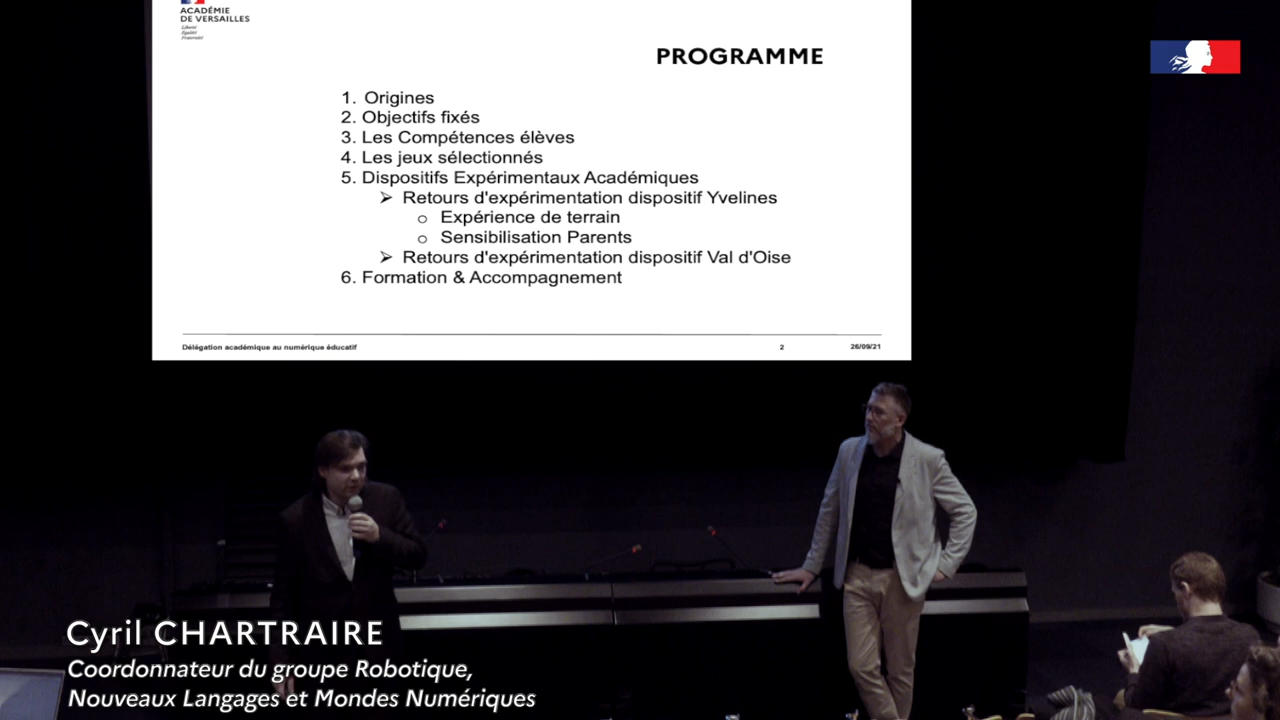 ACADÉMIE
DE VERSAILLES
Liberté
Égalité
Fraternité
PROGRAMME
1. Origines
2. Objectifs fixés
3. Les Compétences élèves
4. Les jeux sélectionnés
5. Dispositifs Expérimentaux Académiques
➢ Retours d'expérimentation dispositif Yvelines
o Expérience de terrain
o Sensibilisation Parents
➢ Retours d'expérimentation dispositif Val d'Oise
6. Formation & Accompagnement
Délégation académique au numérique éducatif 2 26/09/21
Cyril CHARTRAIRE
Coordonnateur du groupe Robotique,
Nouveaux Langages et Mondes Numériques